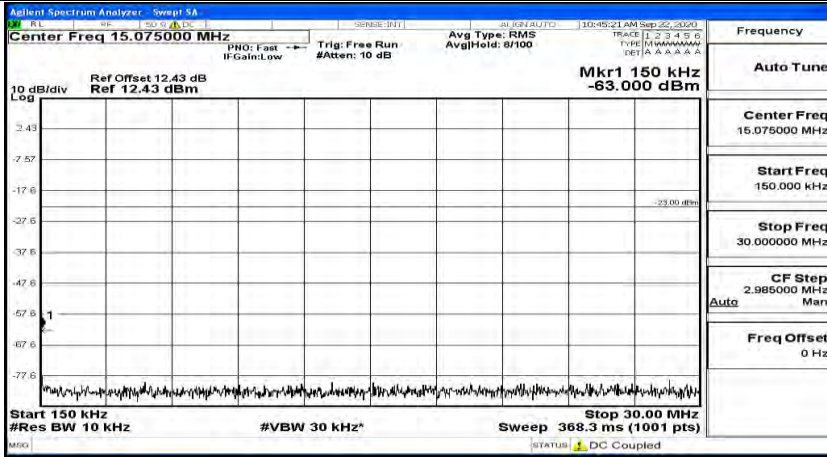 Agilent Spectrum Analyzer - Swept SA
RL RF 50 Ω DC SENSE:INT ALIGN AUTO 10:45:21 AM Sep 22, 2020
Center Freq 15.075000 MHz
PNO: Fast
IFGain:Low
Trig: Free Run
#Atten: 10 dB
Avg Type: RMS
Avg|Hold: 8/100
TRACE 1 2 3 4 5 6
TYPE M W W W W W
DET A A A A A A
Ref Offset 12.43 dB
10 dB/div Ref 12.43 dBm
Log
Mkr1 150 kHz
-63.000 dBm
2.43
-7.57
-17.6
-23.00 dBm
-27.6
-37.6
-47.6
-57.6
1
-67.6
-77.6
Start 150 kHz Stop 30.00 MHz
#Res BW 10 kHz #VBW 30 kHz* Sweep 368.3 ms (1001 pts)
MSG STATUS DC Coupled
Frequency
Auto Tune
Center Freq
15.075000 MHz
Start Freq
150.000 kHz
Stop Freq
30.000000 MHz
CF Step
2.985000 MHz
Auto Man
Freq Offset
0 Hz